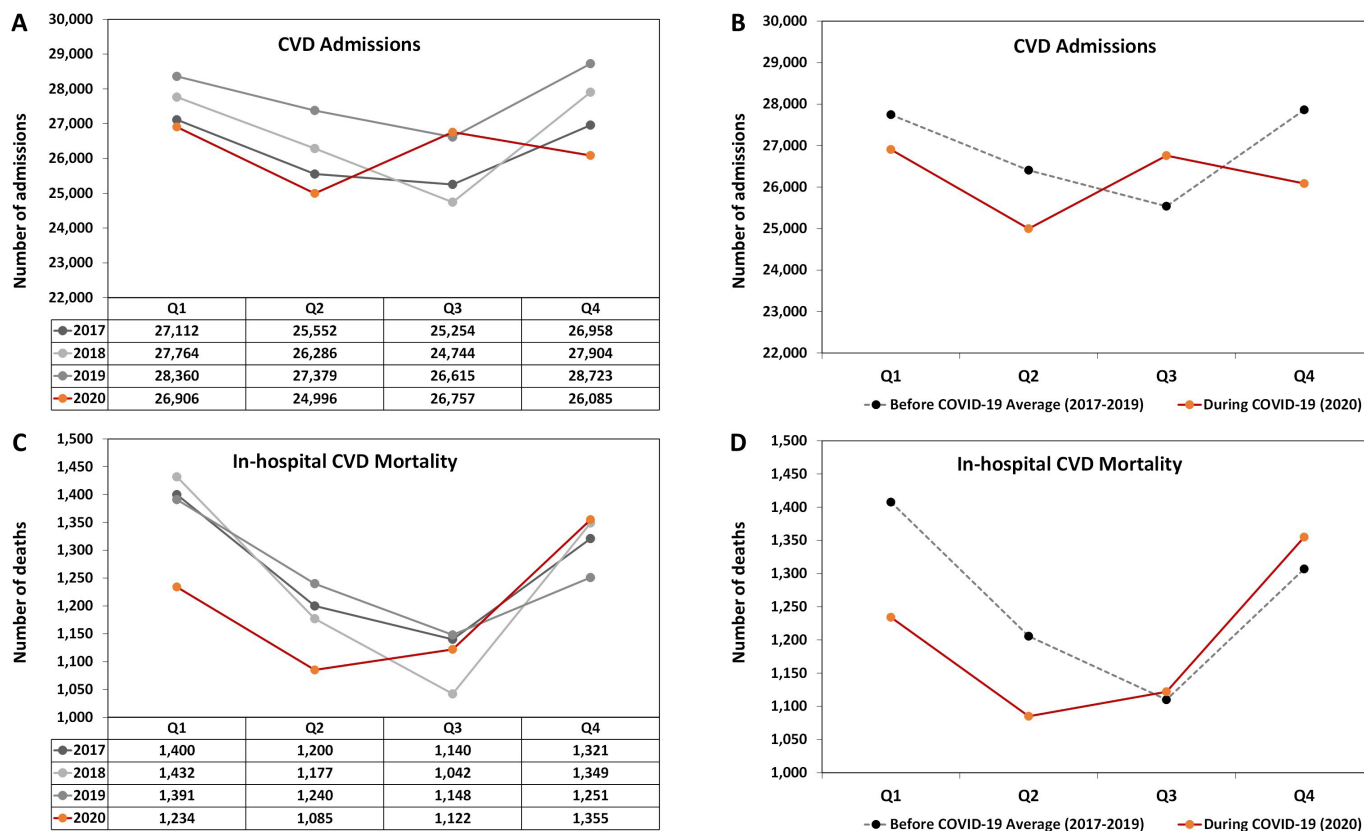 A
CVD Admissions
Number of admissions
30,000
29,000
28,000
27,000
26,000
25,000
24,000
23,000
22,000
Q1 Q2 Q3 Q4
2017 27,112 25,552 25,254 26,958
2018 27,764 26,286 24,744 27,904
2019 28,360 27,379 26,615 28,723
2020 26,906 24,996 26,757 26,085
B
CVD Admissions
Number of admissions
30,000
29,000
28,000
27,000
26,000
25,000
24,000
23,000
22,000
Q1 Q2 Q3 Q4
Before COVID-19 Average (2017-2019) During COVID-19 (2020)
C
In-hospital CVD Mortality
Number of deaths
1,500
1,450
1,400
1,350
1,300
1,250
1,200
1,150
1,100
1,050
1,000
Q1 Q2 Q3 Q4
2017 1,400 1,200 1,140 1,321
2018 1,432 1,177 1,042 1,349
2019 1,391 1,240 1,148 1,251
2020 1,234 1,085 1,122 1,355
D
In-hospital CVD Mortality
Number of deaths
1,500
1,450
1,400
1,350
1,300
1,250
1,200
1,150
1,100
1,050
1,000
Q1 Q2 Q3 Q4
Before COVID-19 Average (2017-2019) During COVID-19 (2020)